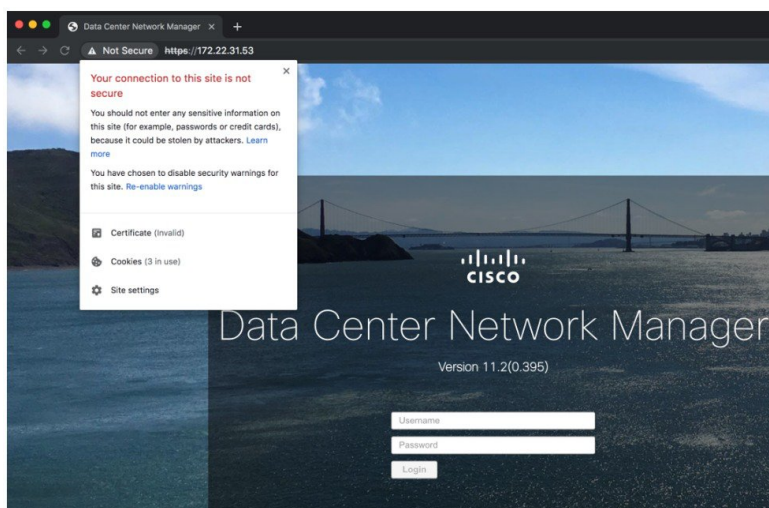 Data Center Network Manager
Not Secure https://172.22.31.53
Your connection to this site is not
secure
You should not enter any sensitive information on
this site (for example, passwords or credit cards),
because it could be stolen by attackers. Learn
more
You have chosen to disable security warnings for
this site. Re-enable warnings
Certificate (Invalid)
Cookies (3 in use)
Site settings
CISCO
Data Center Network Manager
Version 11.2(0.395)
Username
Password
Login